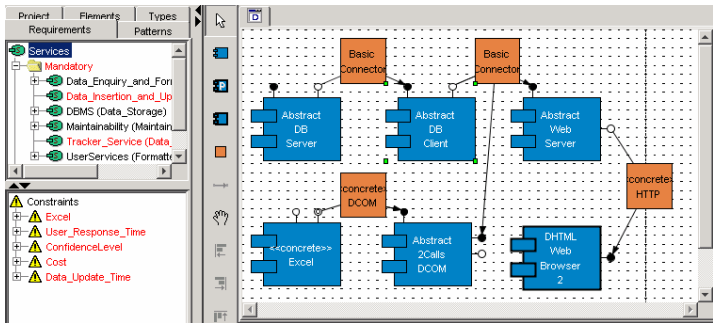 Project
Elements
Types
Requirements
Patterns
Services
Mandatory
Data_Enquiry_and_Forr
Data_Insertion_and_Up
DBMS (Data_Storage)
Maintainability (Maintain
Tracker_Service (Data_
UserServices (Formatte
Constraints
Excel
User_Response_Time
ConfidenceLevel
Cost
Data_Update_Time
P
D
Basic
Connector
Basic
Connector
Abstract
DB
Server
Abstract
DB
Client
Abstract
Web
Server
<concrete>
DCOM
<concrete>
HTTP
<<concrete>>
Excel
Abstract
2Calls
DCOM
DHTML
Web
Browser
2